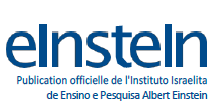 eInsteIn
Publication officielle de l'Instituto Israelita
de Ensino e Pesquisa Albert Einstein